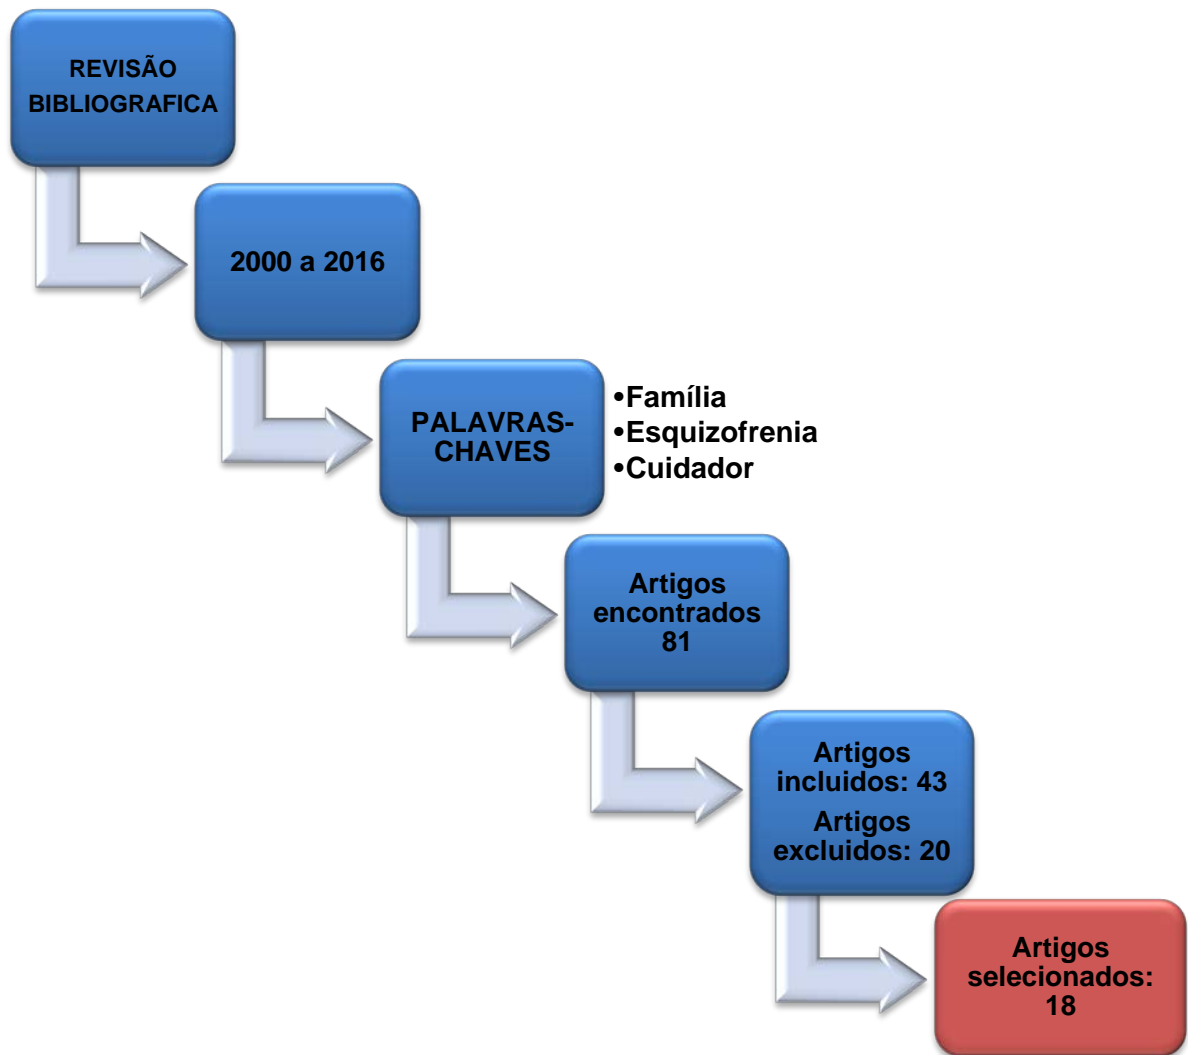 REVISÃO
BIBLIOGRAFICA
2000 a 2016
PALAVRAS-
CHAVES
•Família
•Esquizofrenia
•Cuidador
Artigos
encontrados
81
Artigos
incluidos: 43
Artigos
excluidos: 20
Artigos
selecionados:
18